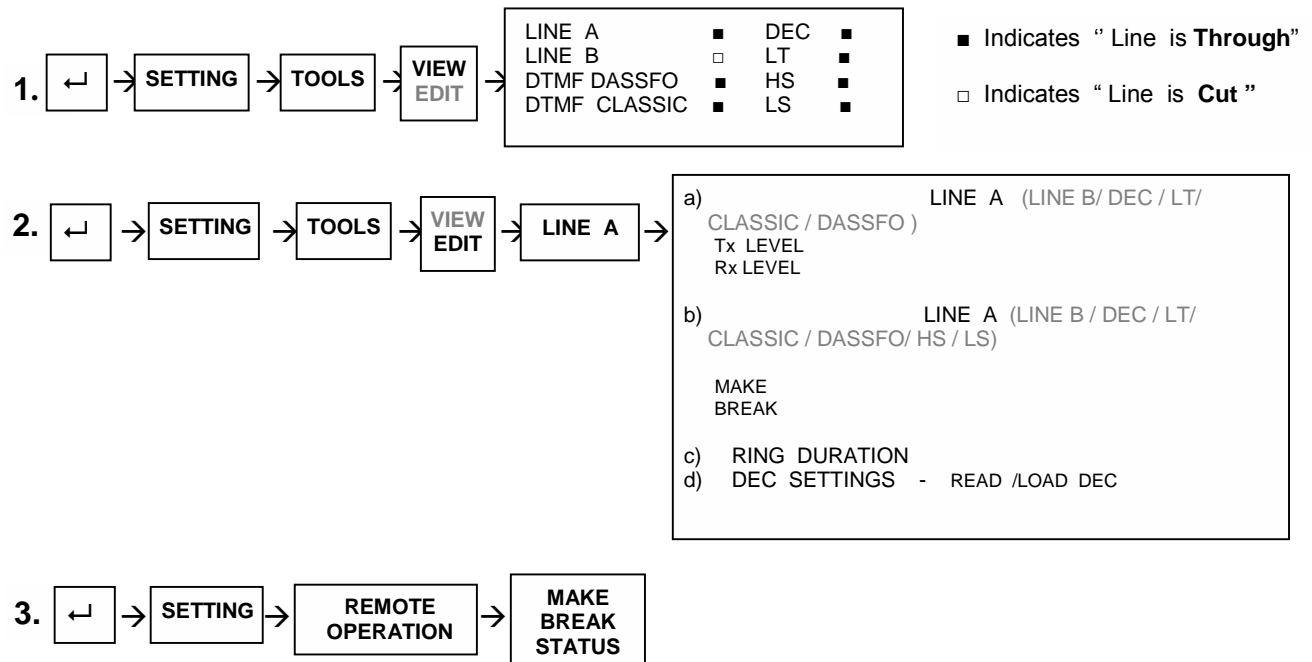 LINE A ■ DEC ■
LINE B □ LT ■
DTMF DASSFO ■ HS ■
DTMF CLASSIC ■ LS ■
■ Indicates “ Line is Through”
□ Indicates “ Line is Cut ”
1. ↵ → SETTING → TOOLS → VIEW
EDIT →
2. ↵ → SETTING → TOOLS → VIEW
EDIT → LINE A →
a) LINE A (LINE B/ DEC / LT/
CLASSIC / DASSFO )
Tx LEVEL
Rx LEVEL
b) LINE A (LINE B / DEC / LT/
CLASSIC / DASSFO/ HS / LS)
MAKE
BREAK
c) RING DURATION
d) DEC SETTINGS - READ /LOAD DEC
3. ↵ → SETTING → REMOTE
OPERATION → MAKE
BREAK
STATUS